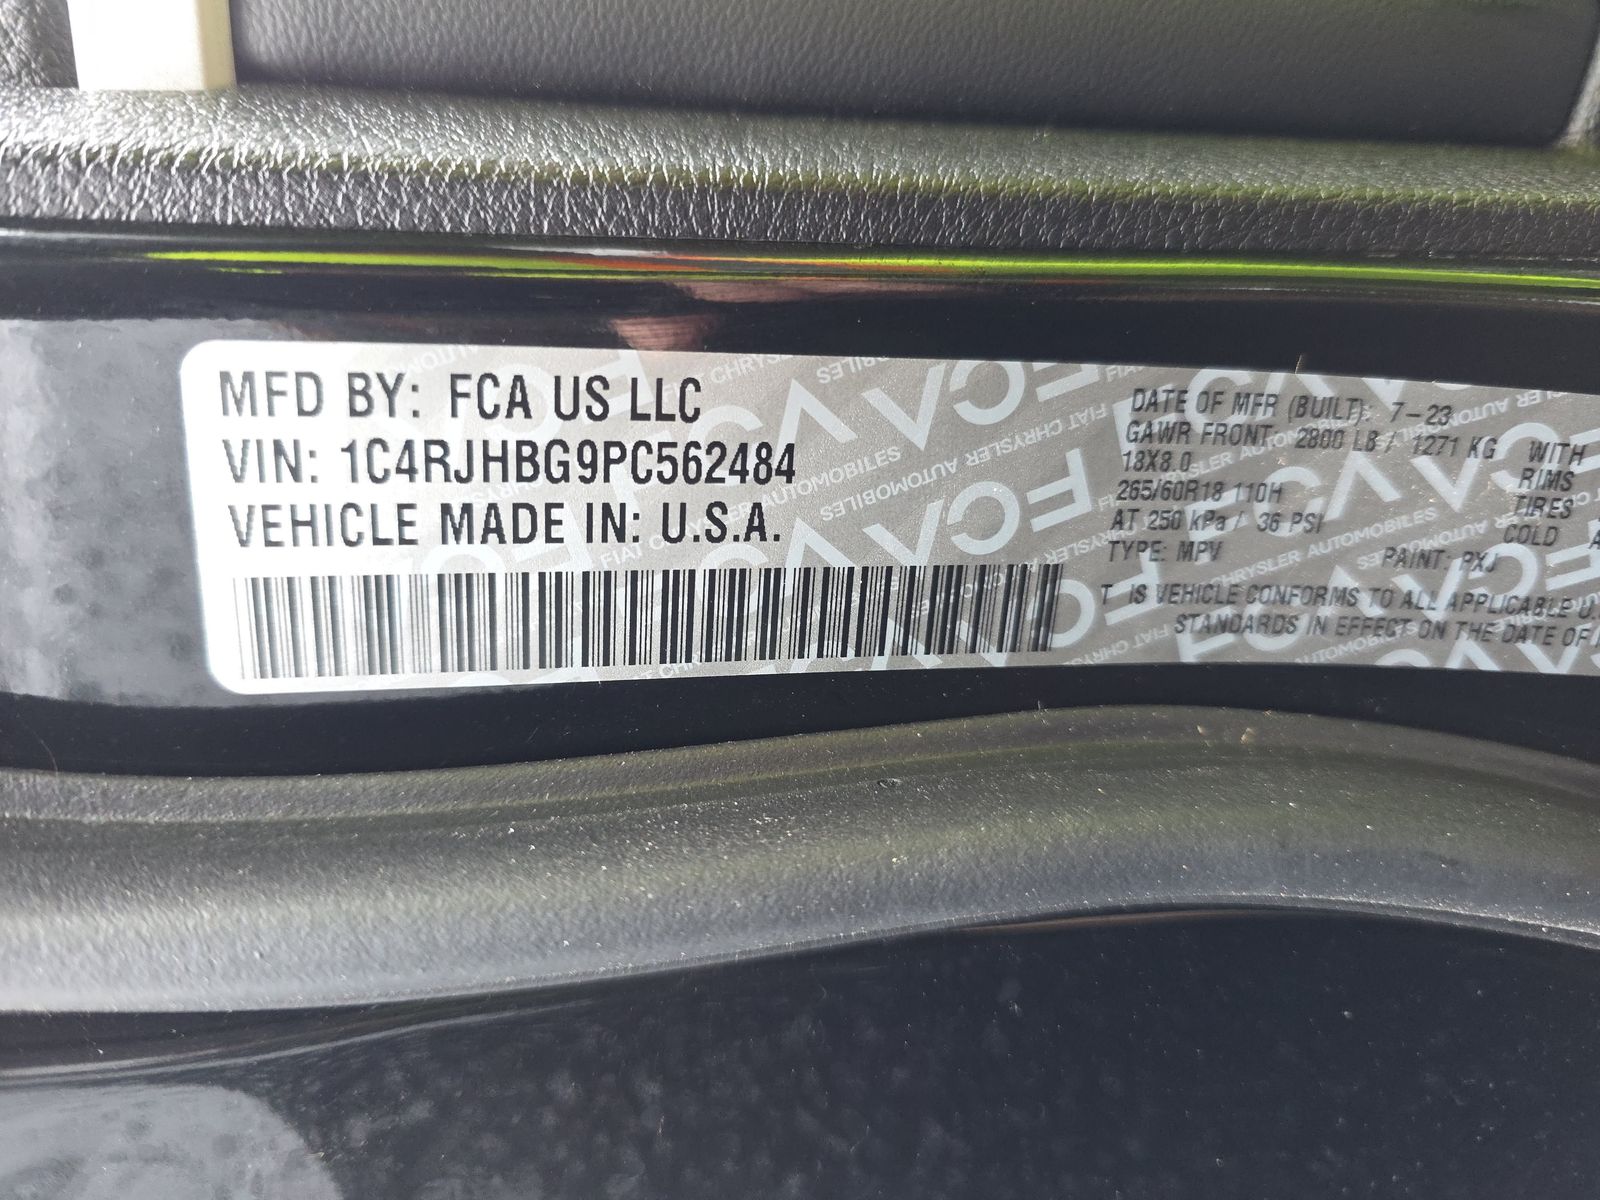 MFD BY: FCA US LLC
VIN: 1C4RJHBG9PC562484
VEHICLE MADE IN: U.S.A.
DATE OF MFR (BUILT): 7-23
GAWR FRONT: 2800 LB / 1271 KG WITH
18X8.0 RIMS
265/60R18 110H TIRES
AT 250 kPa / 36 PSI COLD
TYPE: MPV PAINT: PXJ
T IS VEHICLE CONFORMS TO ALL APPLICABLE U.
STANDARDS IN EFFECT ON THE DATE OF